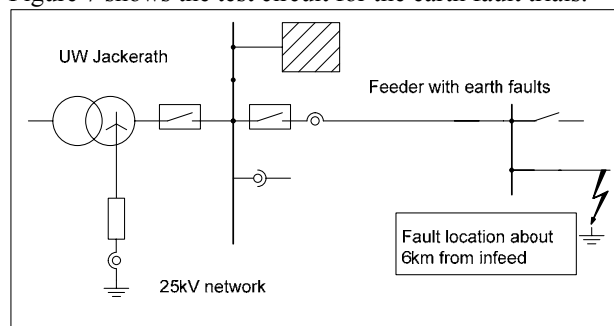 Figure 7 shows the test circuit for the earth fault trials.
UW Jackerath
Feeder with earth faults
Fault location about
6km from infeed
25kV network